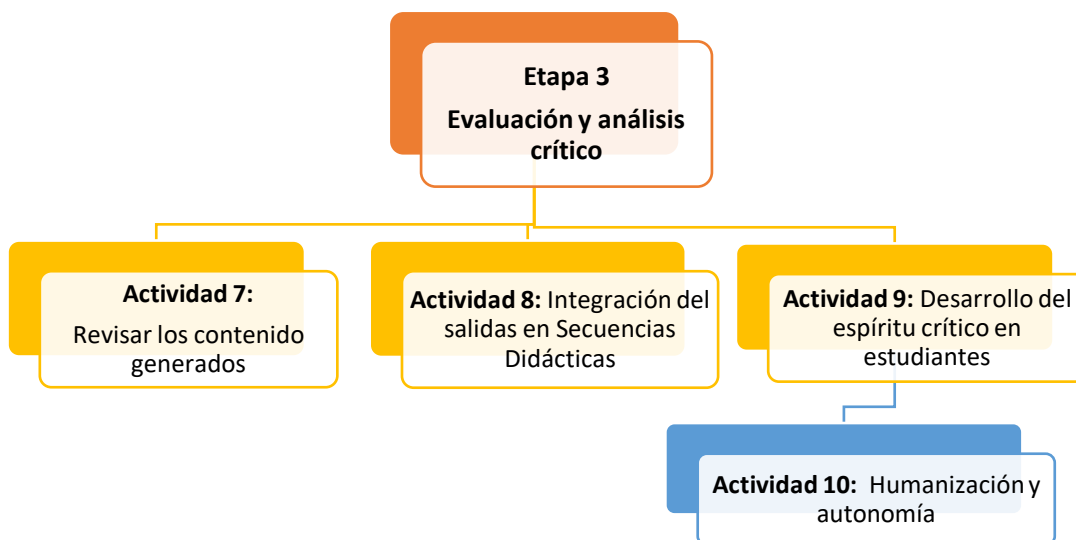 Etapa 3
Evaluación y análisis
crítico
Actividad 7:
Revisar los contenido
generados
Actividad 8: Integración del
salidas en Secuencias
Didácticas
Actividad 9: Desarrollo del
espíritu crítico en
estudiantes
Actividad 10: Humanización y
autonomía